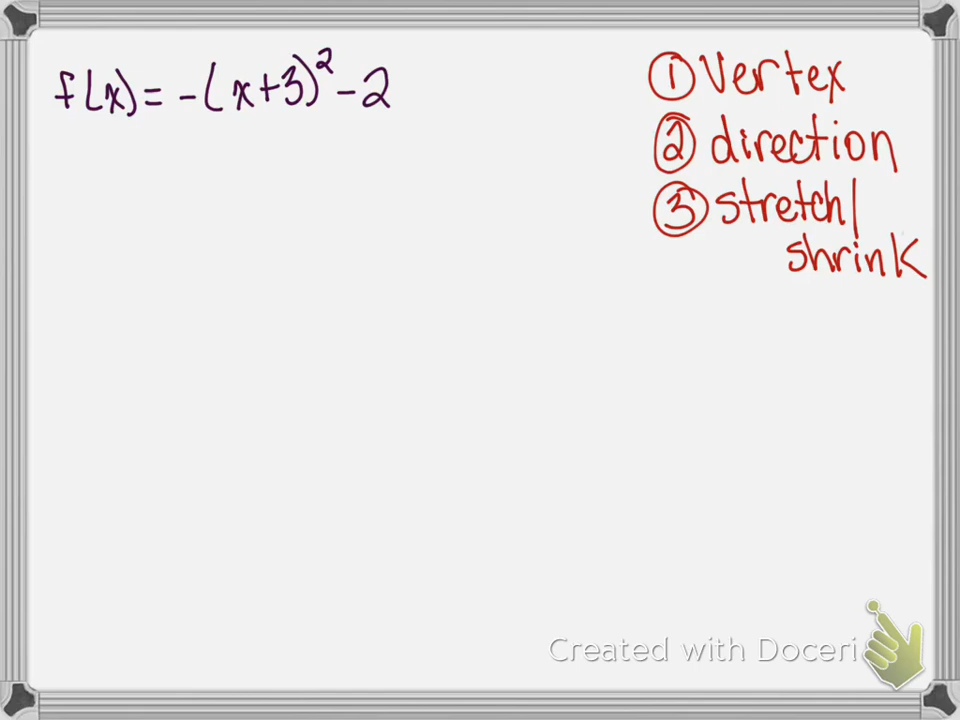 f(x) = -(x+3)² - 2
① Vertex
② direction
③ stretch/
shrink
Created with Doceri